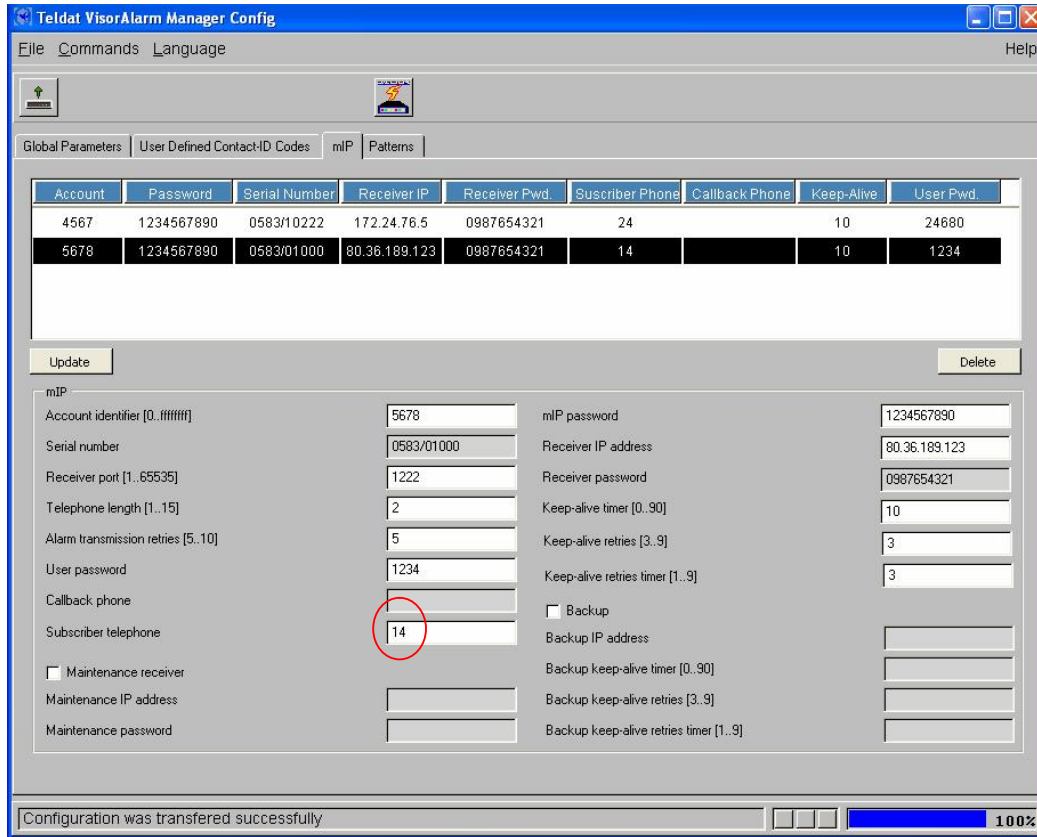 Teldat VisorAlarm Manager Config
File Commands Language Help
Global Parameters User Defined Contact-ID Codes mIP Patterns
Account Password Serial Number Receiver IP Receiver Pwd. Suscriber Phone Callback Phone Keep-Alive User Pwd.
4567 1234567890 0583/10222 172.24.76.5 0987654321 24 10 24680
5678 1234567890 0583/01000 80.36.189.123 0987654321 14 10 1234
Update Delete
mIP
Account identifier [0..ffffffff] 5678 mIP password 1234567890
Serial number 0583/01000 Receiver IP address 80.36.189.123
Receiver port [1..65535] 1222 Receiver password 0987654321
Telephone length [1..15] 2 Keep-alive timer [0..90] 10
Alarm transmission retries [5..10] 5 Keep-alive retries [3..9] 3
User password 1234 Keep-alive retries timer [1..9] 3
Callback phone Backup
Subscriber telephone 14 Backup IP address
Maintenance receiver Backup keep-alive timer [0..90]
Maintenance IP address Backup keep-alive retries [3..9]
Maintenance password Backup keep-alive retries timer [1..9]
Configuration was transfered successfully 100%